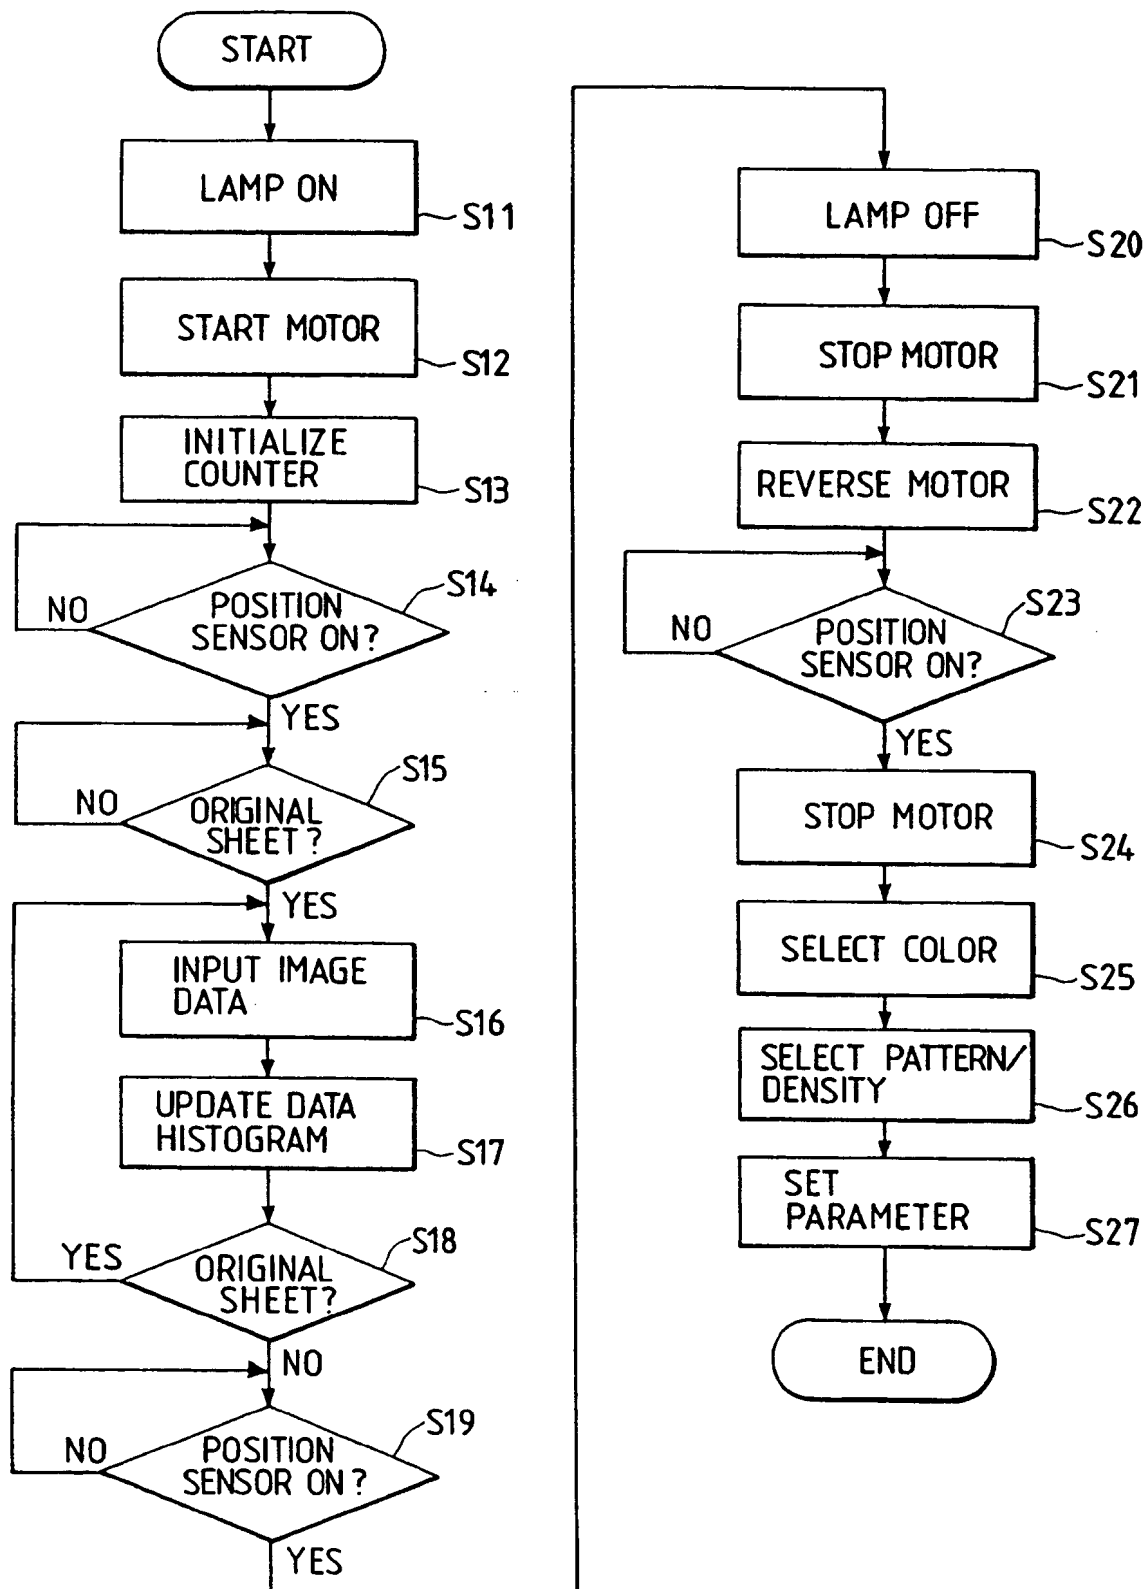 START
LAMP ON
S11
START MOTOR
S12
INITIALIZE
COUNTER
S13
POSITION
SENSOR ON?
S14
NO
YES
ORIGINAL
SHEET?
S15
NO
YES
INPUT IMAGE
DATA
S16
UPDATE DATA
HISTOGRAM
S17
ORIGINAL
SHEET?
S18
YES
NO
POSITION
SENSOR ON?
S19
NO
YES
LAMP OFF
S20
STOP MOTOR
S21
REVERSE MOTOR
S22
POSITION
SENSOR ON?
S23
NO
YES
STOP MOTOR
S24
SELECT COLOR
S25
SELECT PATTERN/
DENSITY
S26
SET
PARAMETER
S27
END